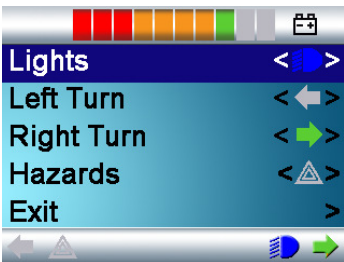 Lights < >
Left Turn < >
Right Turn < >
Hazards < >
Exit >